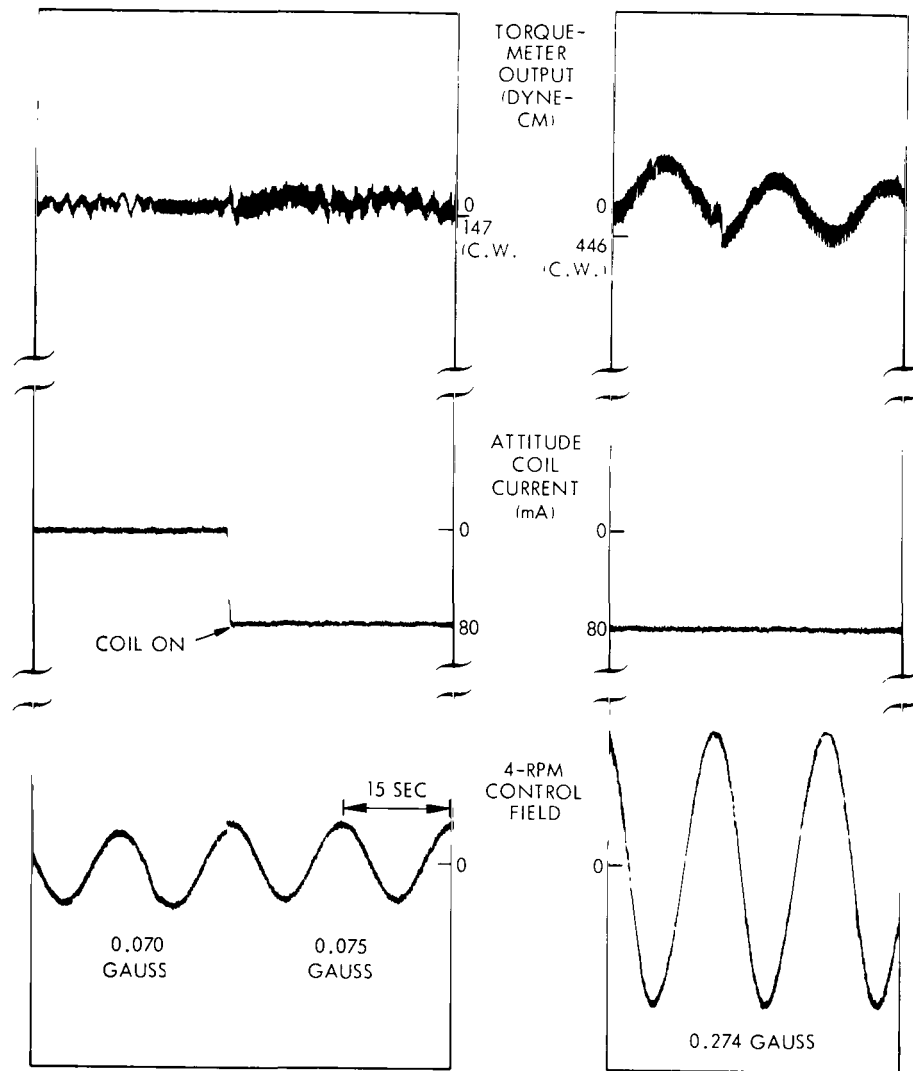 TORQUE-
METER
OUTPUT
(DYNE-
CM)
0
147
(C.W.
0
446
(C.W.)
ATTITUDE
COIL
CURRENT
(mA)
0
0
COIL ON
80
80
4-RPM
CONTROL
FIELD
15 SEC
0
0
0.070
GAUSS
0.075
GAUSS
0.274 GAUSS